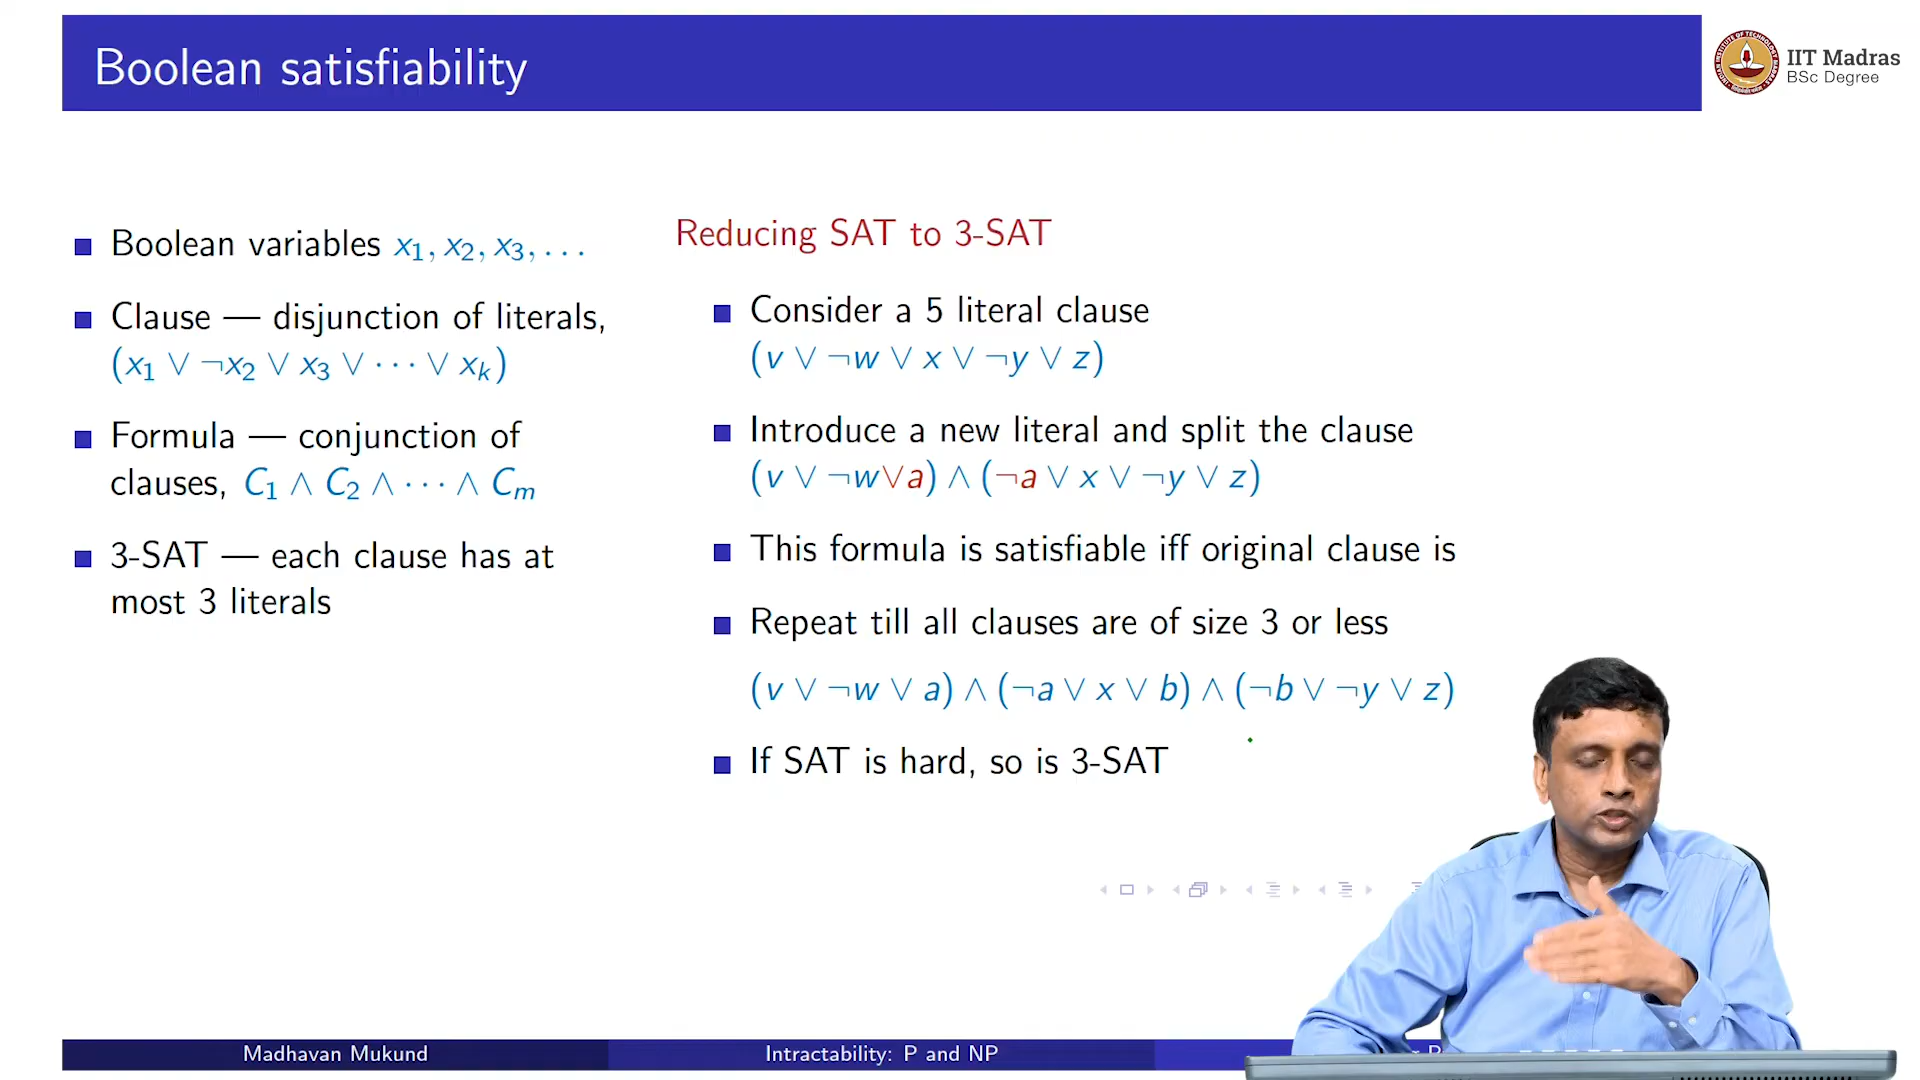 Boolean satisfiability
IIT Madras
BSc Degree
Boolean variables x₁, x₂, x₃, . . .
Clause — disjunction of literals,
(x₁ ∨ ¬x₂ ∨ x₃ ∨ · · · ∨ xₖ)
Formula — conjunction of
clauses, C₁ ∧ C₂ ∧ · · · ∧ Cₘ
3-SAT — each clause has at
most 3 literals
Reducing SAT to 3-SAT
Consider a 5 literal clause
(v ∨ ¬w ∨ x ∨ ¬y ∨ z)
Introduce a new literal and split the clause
(v ∨ ¬w∨a) ∧ (¬a ∨ x ∨ ¬y ∨ z)
This formula is satisfiable iff original clause is
Repeat till all clauses are of size 3 or less
(v ∨ ¬w ∨ a) ∧ (¬a ∨ x ∨ b) ∧ (¬b ∨ ¬y ∨ z)
If SAT is hard, so is 3-SAT
Madhavan Mukund
Intractability: P and NP